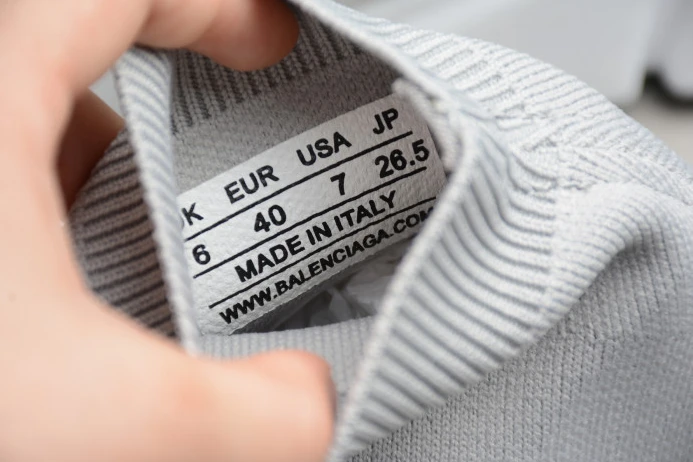 K EUR USA JP
6 40 7 26.5
MADE IN ITALY
WWW.BALENCIAGA.COM